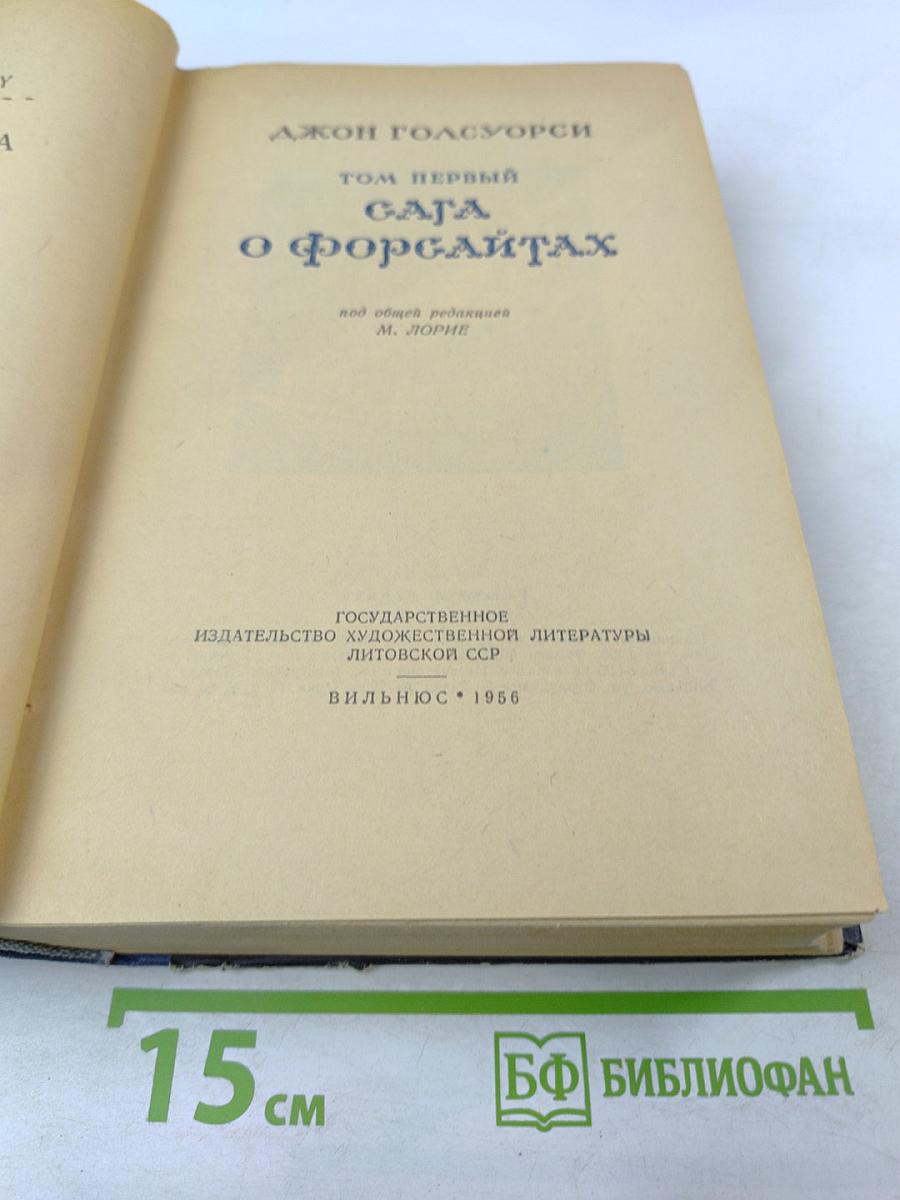 Y
А
ДЖОН ГОЛСУОРСИ
ТОМ ПЕРВЫЙ
САГА
О ФОРСАЙТАХ
под общей редакцией
М. ЛОРИЕ
ГОСУДАРСТВЕННОЕ
ИЗДАТЕЛЬСТВО ХУДОЖЕСТВЕННОЙ ЛИТЕРАТУРЫ
ЛИТОВСКОЙ ССР
ВИЛЬНЮС * 1956
15 см
БФ БИБЛИОФАН